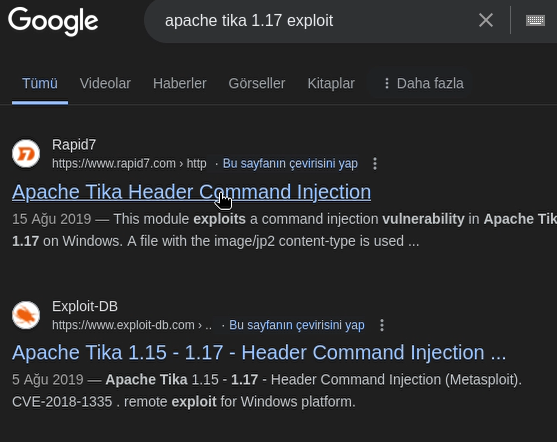 Google
apache tika 1.17 exploit
Tümü Videolar Haberler Görseller Kitaplar Daha fazla
Rapid7
https://www.rapid7.com › http · Bu sayfanın çevirisini yap
Apache Tika Header Command Injection
15 Ağu 2019 — This module exploits a command injection vulnerability in Apache Tik
1.17 on Windows. A file with the image/jp2 content-type is used ...
Exploit-DB
https://www.exploit-db.com › .. · Bu sayfanın çevirisini yap
Apache Tika 1.15 - 1.17 - Header Command Injection ...
5 Ağu 2019 — Apache Tika 1.15 - 1.17 - Header Command Injection (Metasploit).
CVE-2018-1335 . remote exploit for Windows platform.